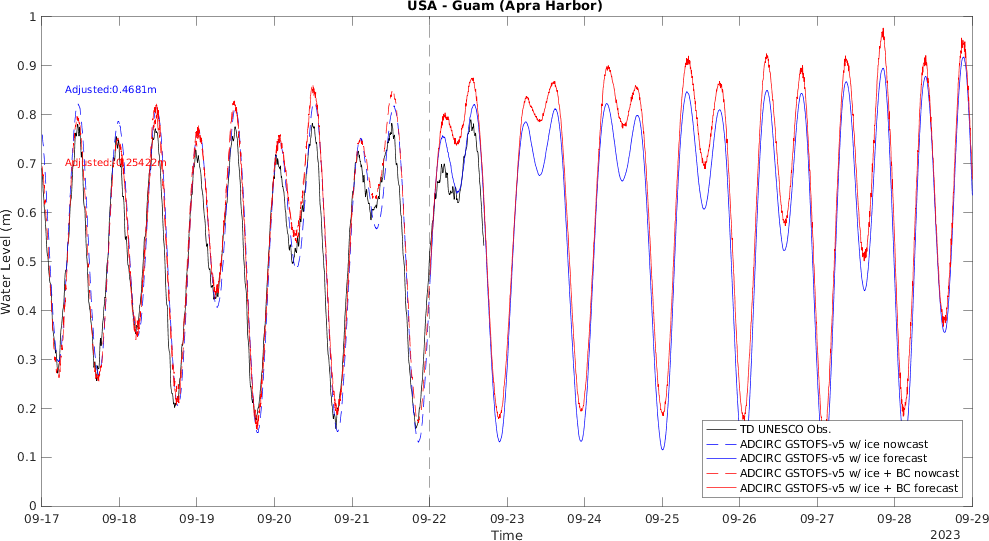 USA - Guam (Apra Harbor)
1
0.9
0.8
0.7
0.6
0.5
0.4
0.3
0.2
0.1
0
Water Level (m)
Adjusted:0.4681m
Adjusted:0.25422m
TD UNESCO Obs.
ADCIRC GSTOFS-v5 w/ ice nowcast
ADCIRC GSTOFS-v5 w/ ice forecast
ADCIRC GSTOFS-v5 w/ ice + BC nowcast
ADCIRC GSTOFS-v5 w/ ice + BC forecast
09-17 09-18 09-19 09-20 09-21 09-22 09-23 09-24 09-25 09-26 09-27 09-28 09-29
Time
2023